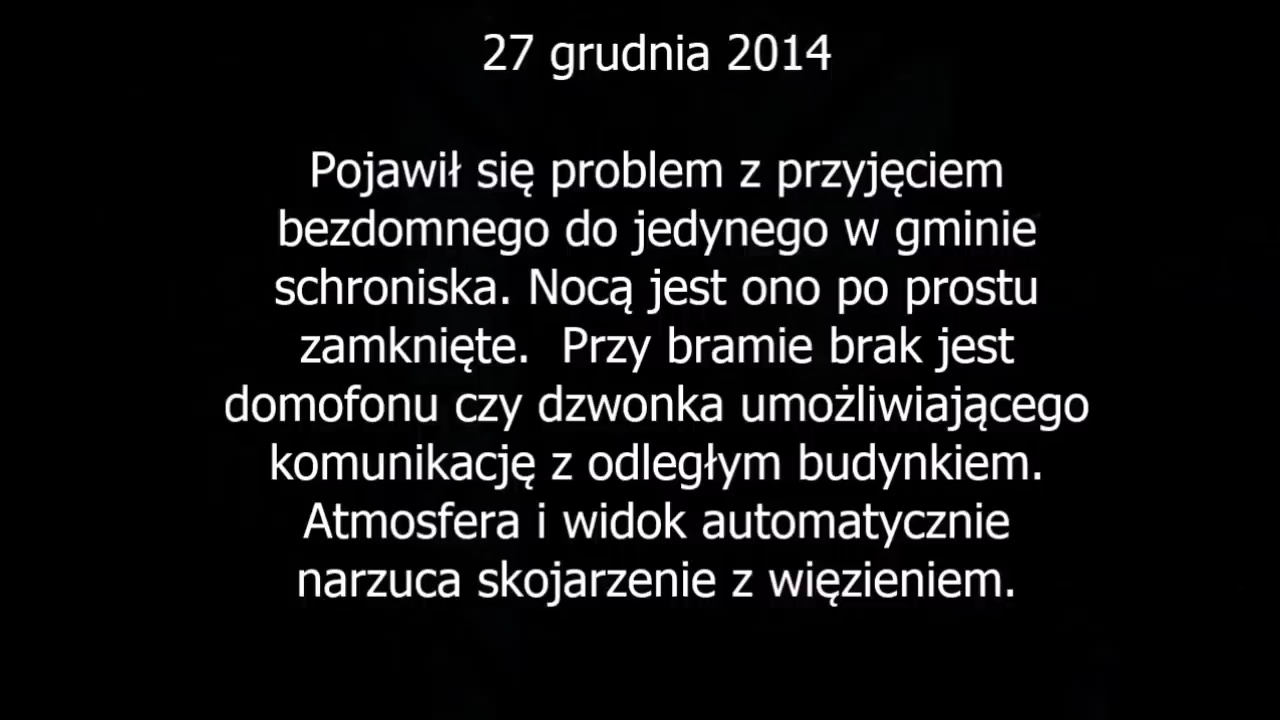 27 grudnia 2014
Pojawił się problem z przyjęciem
bezdomnego do jedynego w gminie
schroniska. Nocą jest ono po prostu
zamknięte.  Przy bramie brak jest
domofonu czy dzwonka umożliwiającego
komunikację z odległym budynkiem.
Atmosfera i widok automatycznie
narzuca skojarzenie z więzieniem.